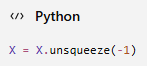 </> Python
X = X.unsqueeze(-1)